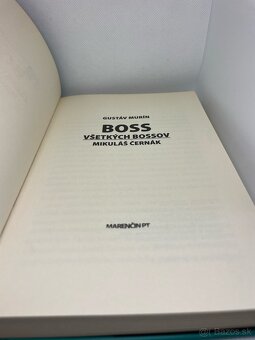 GUSTÁV MURÍN
BOSS
VŠETKÝCH BOSSOV
MIKULÁŠ ČERNÁK
MARENČIN PT
Bazos.sk